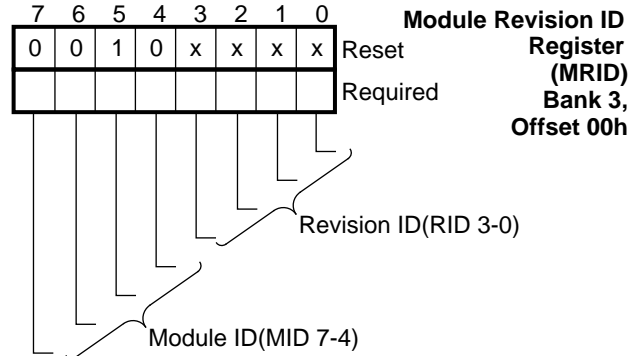 7 6 5 4 3 2 1 0
Module Revision ID
Register
(MRID)
Bank 3,
Offset 00h
0 0 1 0 x x x x Reset
Required
Revision ID(RID 3-0)
Module ID(MID 7-4)